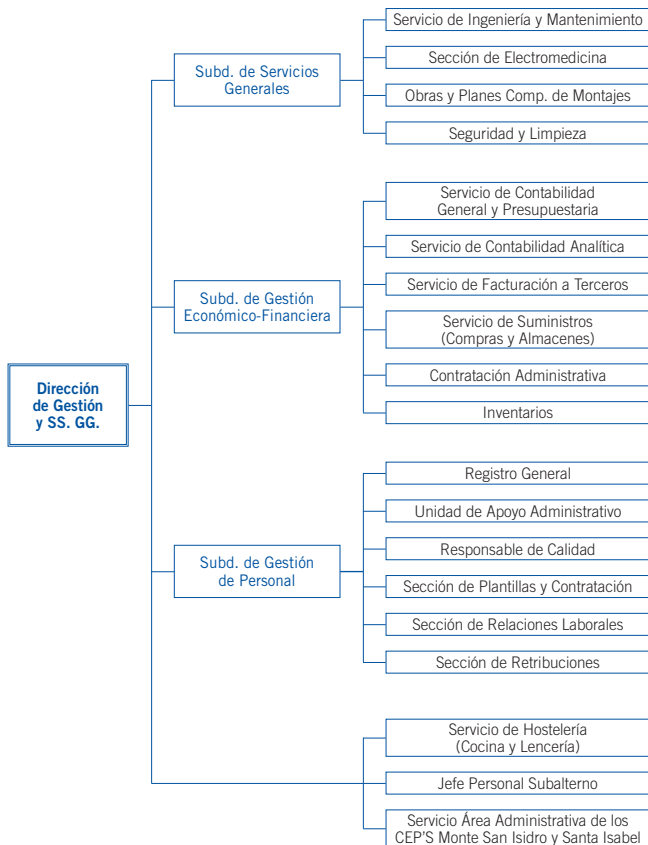 Dirección
de Gestión
y SS. GG.
Subd. de Servicios
Generales
Servicio de Ingeniería y Mantenimiento
Sección de Electromedicina
Obras y Planes Comp. de Montajes
Seguridad y Limpieza
Subd. de Gestión
Económico-Financiera
Servicio de Contabilidad
General y Presupuestaria
Servicio de Contabilidad Analítica
Servicio de Facturación a Terceros
Servicio de Suministros
(Compras y Almacenes)
Contratación Administrativa
Inventarios
Subd. de Gestión
de Personal
Registro General
Unidad de Apoyo Administrativo
Responsable de Calidad
Sección de Plantillas y Contratación
Sección de Relaciones Laborales
Sección de Retribuciones
Servicio de Hostelería
(Cocina y Lencería)
Jefe Personal Subalterno
Servicio Área Administrativa de los
CEP'S Monte San Isidro y Santa Isabel